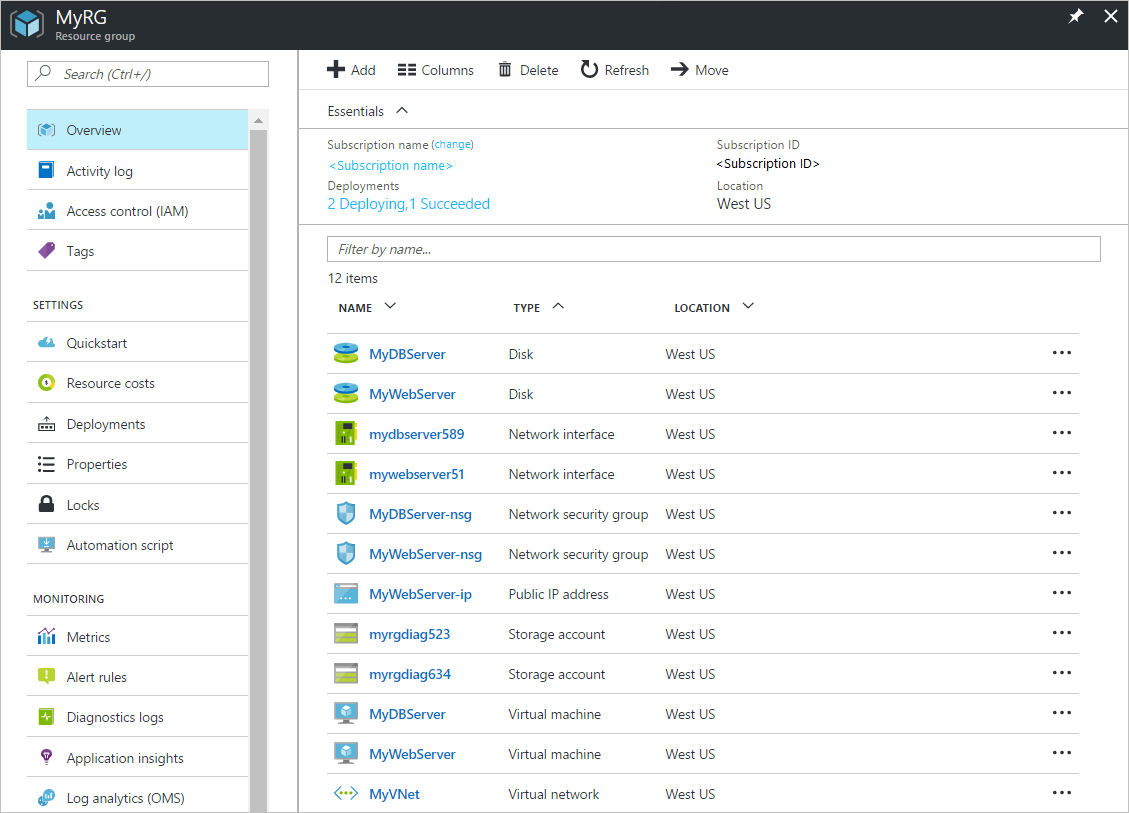 MyRG
Resource group
Search (Ctrl+/)
Overview
Activity log
Access control (IAM)
Tags
SETTINGS
Quickstart
Resource costs
Deployments
Properties
Locks
Automation script
MONITORING
Metrics
Alert rules
Diagnostics logs
Application insights
Log analytics (OMS)
Add Columns Delete Refresh Move
Essentials
Subscription name (change) Subscription ID
<Subscription name> <Subscription ID>
Deployments Location
2 Deploying,1 Succeeded West US
Filter by name...
12 items
NAME TYPE LOCATION
MyDBServer Disk West US
MyWebServer Disk West US
mydbserver589 Network interface West US
mywebserver51 Network interface West US
MyDBServer-nsg Network security group West US
MyWebServer-nsg Network security group West US
MyWebServer-ip Public IP address West US
myrgdiag523 Storage account West US
myrgdiag634 Storage account West US
MyDBServer Virtual machine West US
MyWebServer Virtual machine West US
MyVNet Virtual network West US